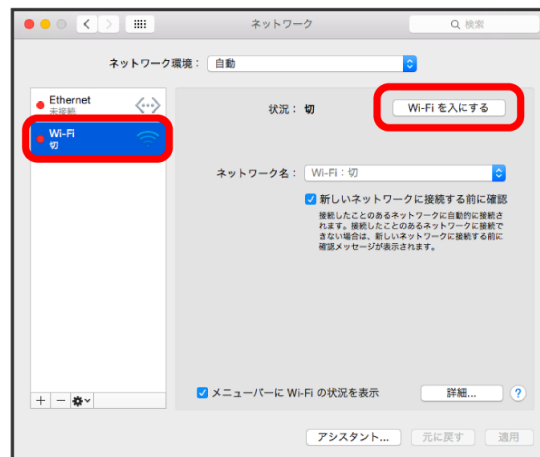 ネットワーク
検索
ネットワーク環境： 自動
Ethernet
未接続
Wi-Fi
切
状況： 切
Wi-Fi を入にする
ネットワーク名： Wi-Fi：切
新しいネットワークに接続する前に確認
接続したことのあるネットワークに自動的に接続さ
れます。接続したことのあるネットワークに接続で
きない場合は、新しいネットワークに接続する前に
確認メッセージが表示されます。
メニューバーに Wi-Fi の状況を表示
詳細...
?
アシスタント...
元に戻す
適用